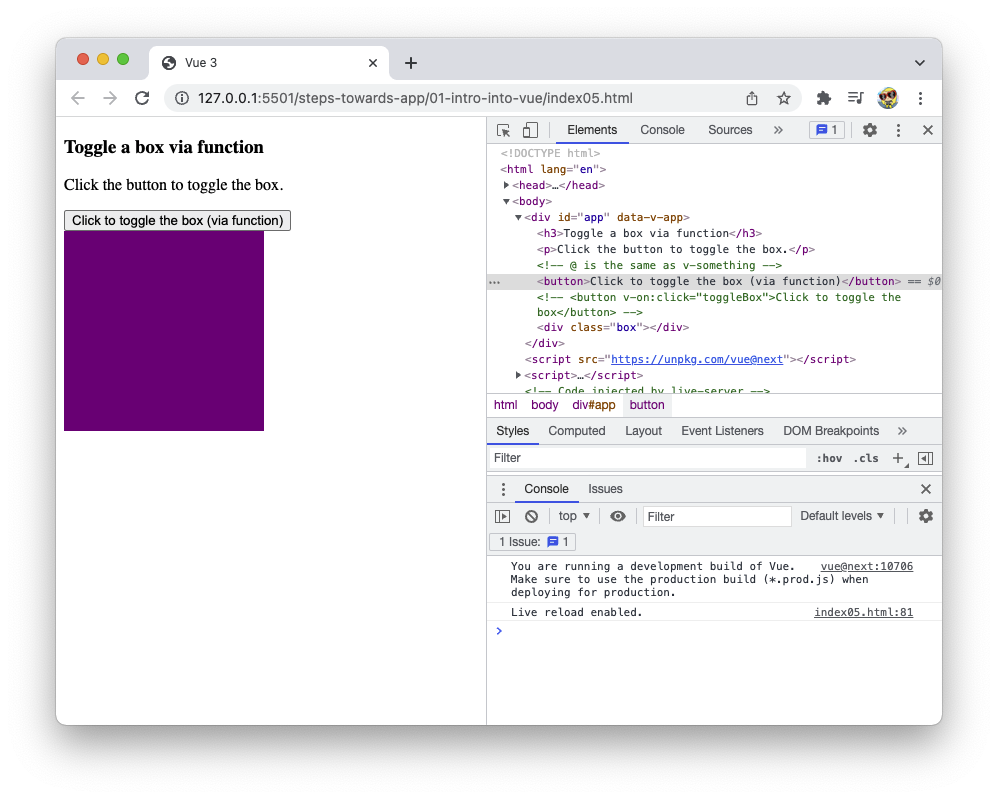 Vue 3
127.0.0.1:5501/steps-towards-app/01-intro-into-vue/index05.html
Toggle a box via function
Click the button to toggle the box.
Click to toggle the box (via function)
Elements Console Sources » 1
<!DOCTYPE html>
<html lang="en">
<head>…</head>
<body>
<div id="app" data-v-app>
<h3>Toggle a box via function</h3>
<p>Click the button to toggle the box.</p>
<!-- @ is the same as v-something -->
<button>Click to toggle the box (via function)</button> == $0
<!-- <button v-on:click="toggleBox">Click to toggle the
box</button> -->
<div class="box"></div>
</div>
<script src="https://unpkg.com/vue@next"></script>
<script>…</script>
<!-- Code injected by live-server -->
html body div#app button
Styles Computed Layout Event Listeners DOM Breakpoints »
Filter :hov .cls +
Console Issues
top Filter Default levels
1 Issue: 1
You are running a development build of Vue. vue@next:10706
Make sure to use the production build (*.prod.js) when
deploying for production.
Live reload enabled. index05.html:81